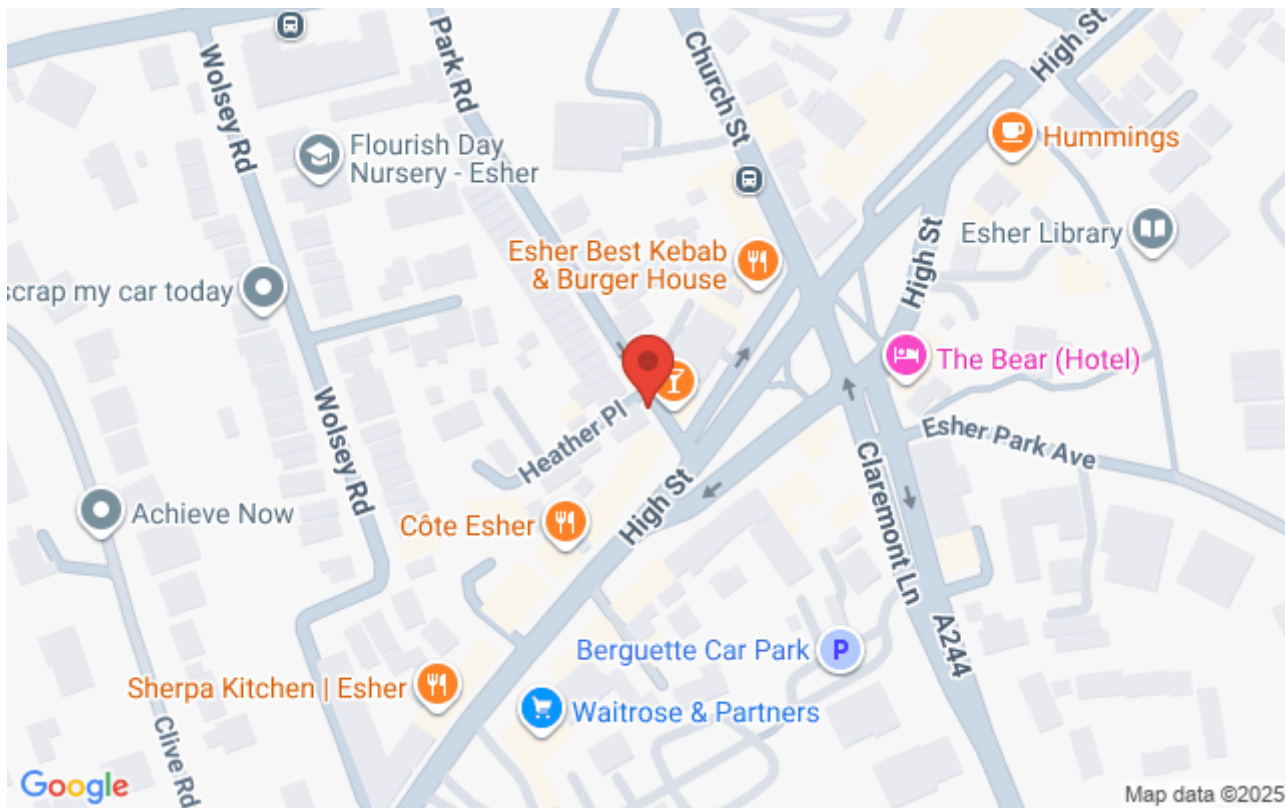 Wolsey Rd
Park Rd
Church St
High St
Flourish Day
Nursery - Esher
Hummings
Esher Best Kebab
& Burger House
Esher Library
High St
scrap my car today
The Bear (Hotel)
Heather Pl
Wolsey Rd
Esher Park Ave
Achieve Now
Côte Esher
High St
Claremont Ln
A244
Berguette Car Park
P
Sherpa Kitchen | Esher
Waitrose & Partners
Clive Rd
Google
Map data ©2025